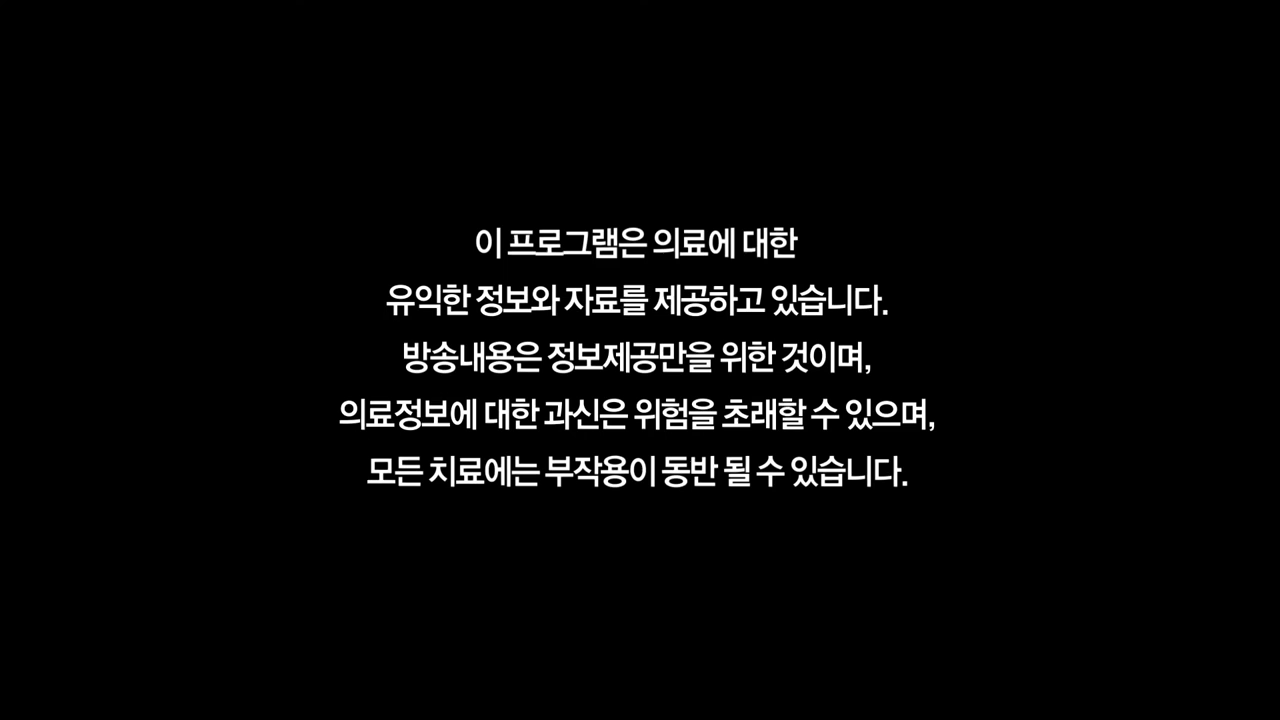 이 프로그램은 의료에 대한
유익한 정보와 자료를 제공하고 있습니다.
방송내용은 정보제공만을 위한 것이며,
의료정보에 대한 과신은 위험을 초래할 수 있으며,
모든 치료에는 부작용이 동반 될 수 있습니다.